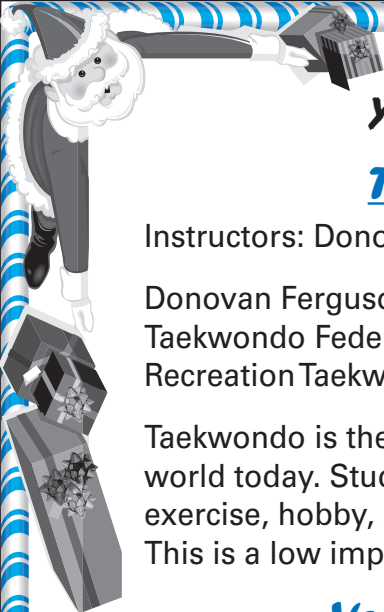 Y
T
Instructors: Dono
Donovan Ferguso
Taekwondo Fede
Recreation Taekw
Taekwondo is the
world today. Stud
exercise, hobby,
This is a low imp